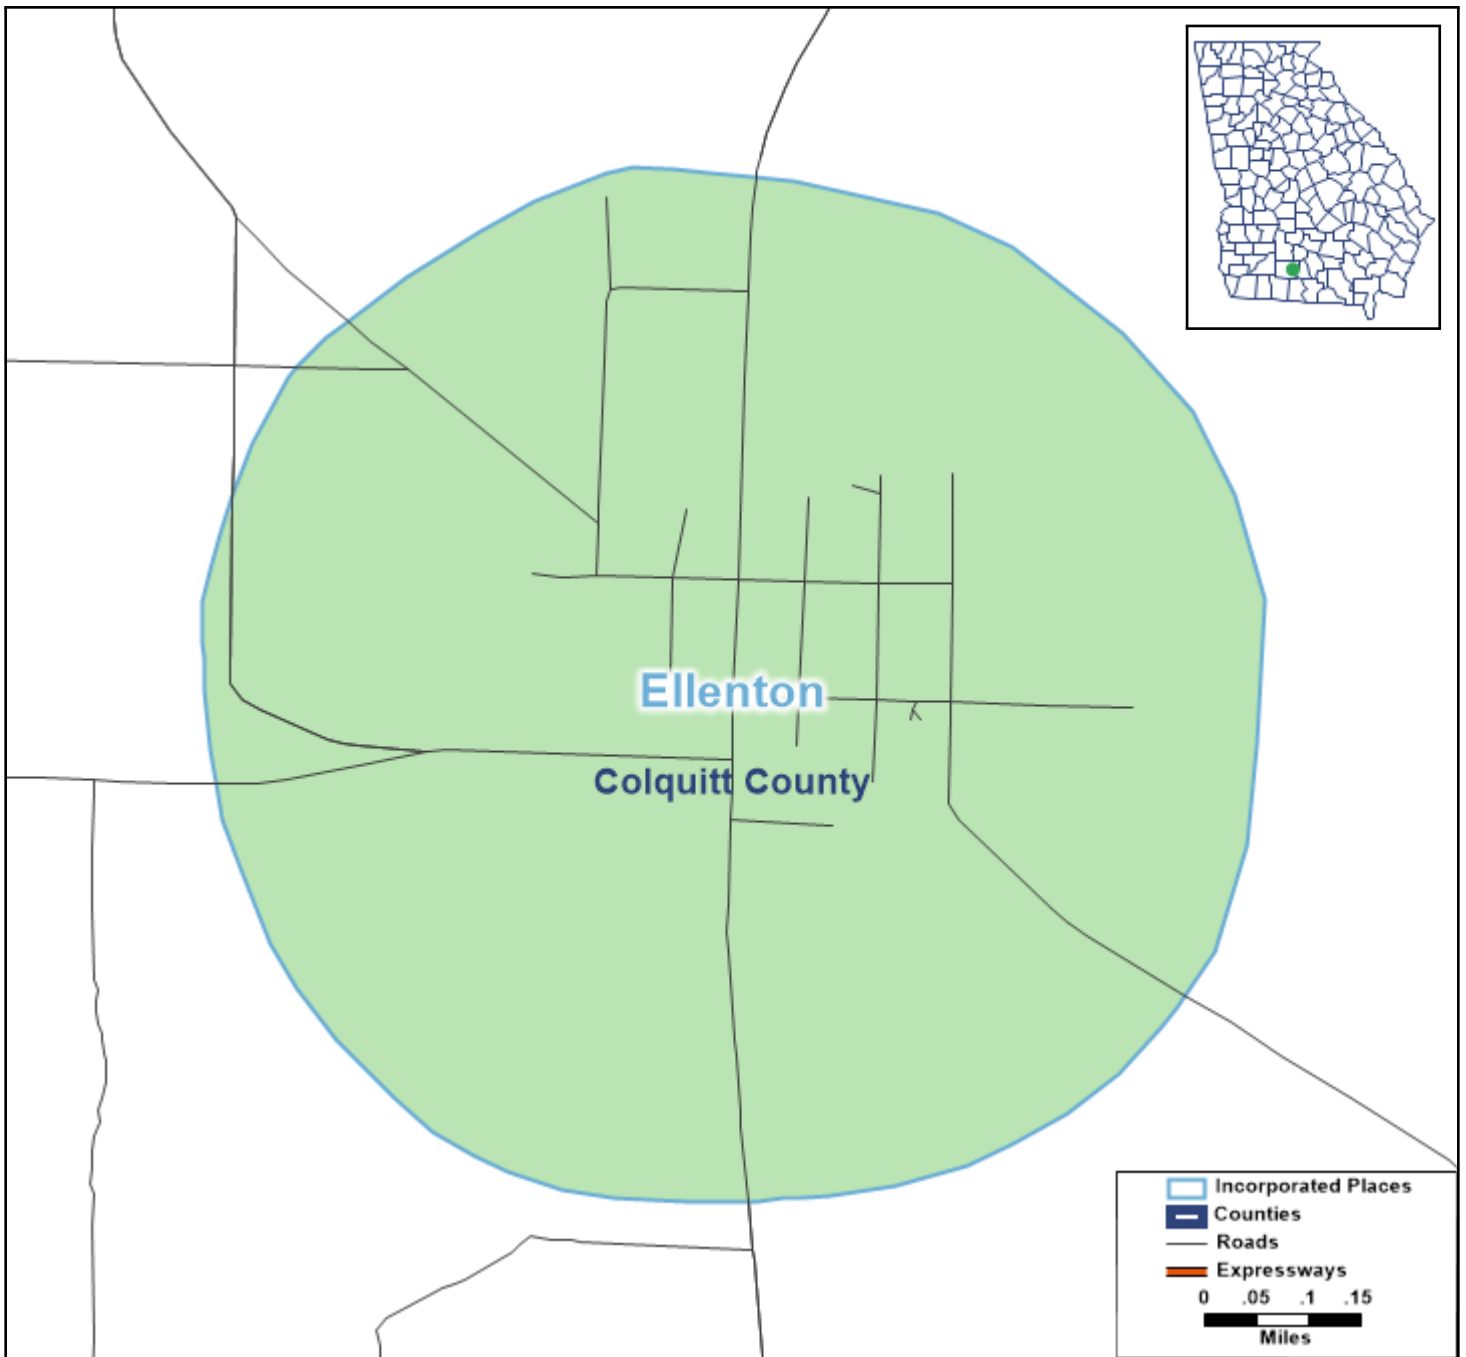 Ellenton
Colquitt County
Incorporated Places
Counties
Roads
Expressways
0 .05 .1 .15
Miles